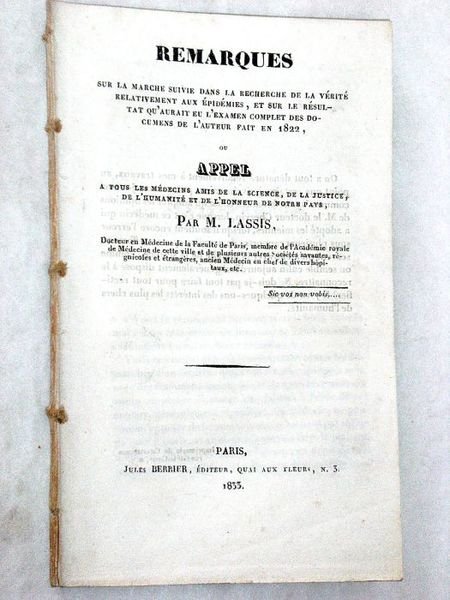 REMARQUES
SUR LA MARCHE SUIVIE DANS LA RECHERCHE DE LA VÉRITÉ
RELATIVEMENT AUX ÉPIDÉMIES, ET SUR LE RÉSUL-
TAT QU'AURAIT EU L'EXAMEN COMPLET DES DO-
CUMENS DE L'AUTEUR FAIT EN 1822,
OU
APPEL
A TOUS LES MÉDECINS AMIS DE LA SCIENCE, DE LA JUSTICE,
DE L'HUMANITÉ ET DE L'HONNEUR DE NOTRE PAYS,
PAR M. LASSIS,
Docteur en Médecine de la Faculté de Paris, membre de l'Académie royale
de Médecine de cette ville et de plusieurs autres Sociétés savantes, ré-
gnicoles et étrangères, ancien Médecin en chef de divers hôpi-
taux, etc.
Sic vos non vobis.....
PARIS,
JULES BERRIER, ÉDITEUR, QUAI AUX FLEURS, N. 3.
1833.